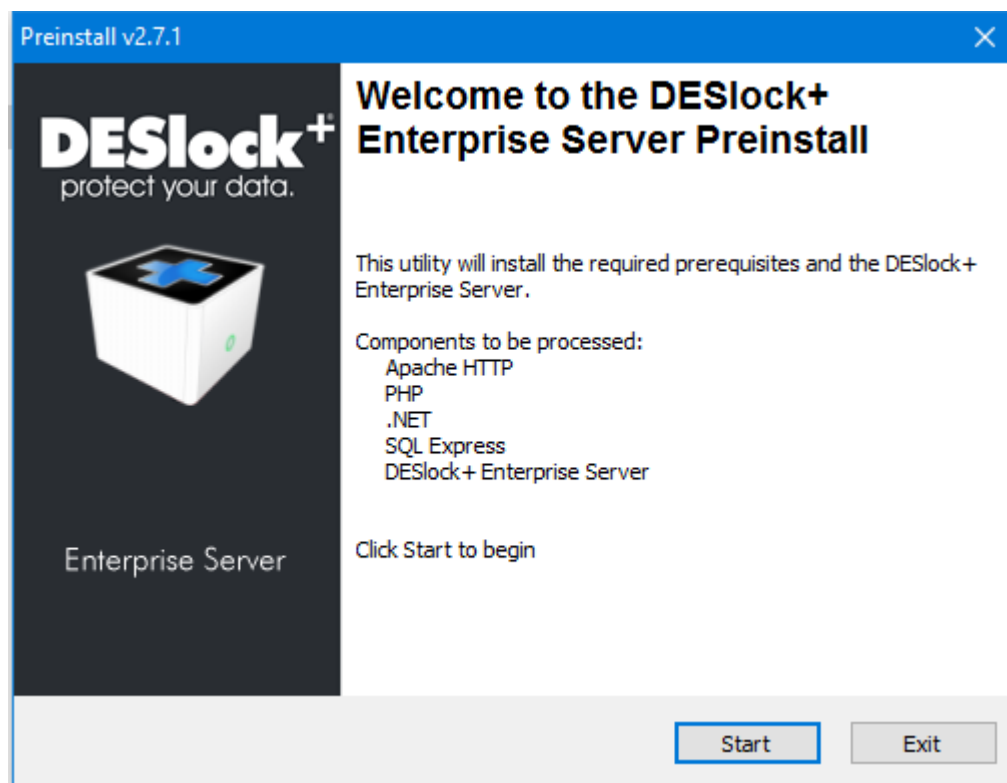 Preinstall v2.7.1
DESlock+
protect your data.
Enterprise Server
Welcome to the DESlock+
Enterprise Server Preinstall
This utility will install the required prerequisites and the DESlock+
Enterprise Server.
Components to be processed:
Apache HTTP
PHP
.NET
SQL Express
DESlock+ Enterprise Server
Click Start to begin
Start
Exit